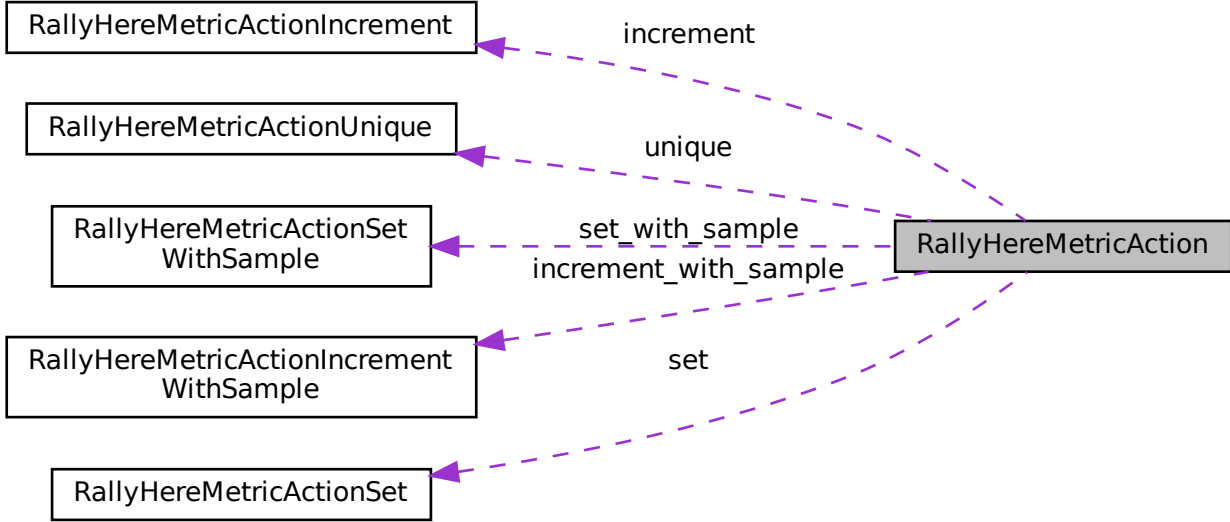 RallyHereMetricActionIncrement
increment
RallyHereMetricActionUnique
unique
RallyHereMetricActionSet
WithSample
set_with_sample
RallyHereMetricAction
increment_with_sample
RallyHereMetricActionIncrement
WithSample
set
RallyHereMetricActionSet